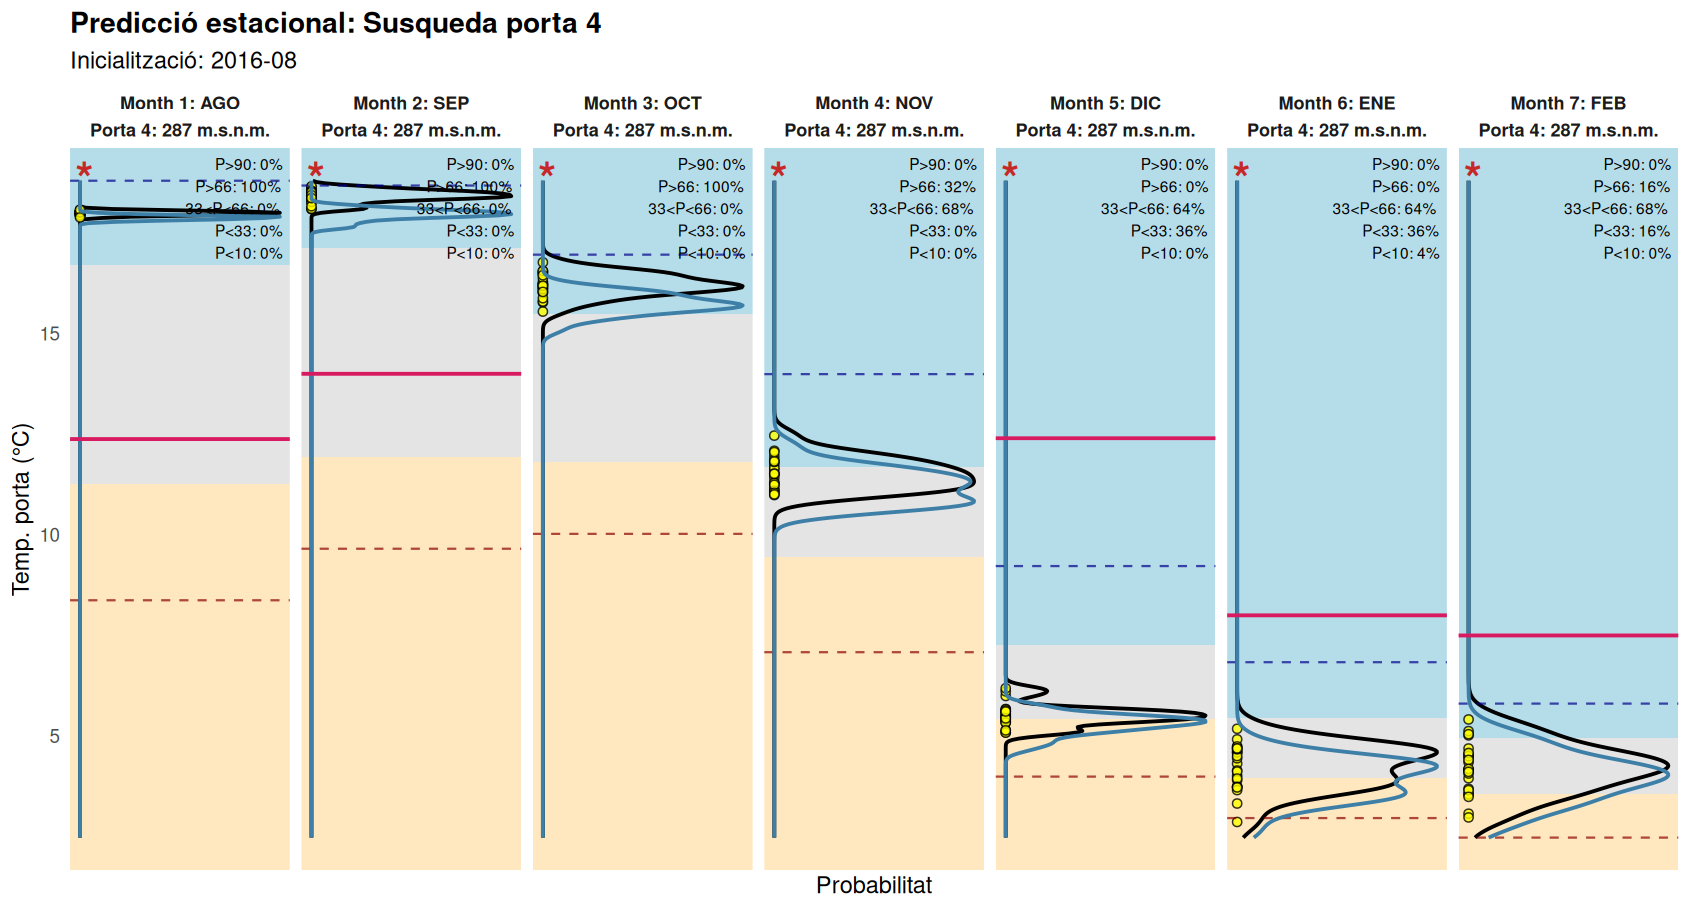 Predicció estacional: Susqueda porta 4
Inicialització: 2016-08
Month 1: AGO
Porta 4: 287 m.s.n.m.
Month 2: SEP
Porta 4: 287 m.s.n.m.
Month 3: OCT
Porta 4: 287 m.s.n.m.
Month 4: NOV
Porta 4: 287 m.s.n.m.
Month 5: DIC
Porta 4: 287 m.s.n.m.
Month 6: ENE
Porta 4: 287 m.s.n.m.
Month 7: FEB
Porta 4: 287 m.s.n.m.
*
P>90: 0%
P>66: 100%
33<P<66: 0%
P<33: 0%
P<10: 0%
*
P>90: 0%
P>66: 100%
33<P<66: 0%
P<33: 0%
P<10: 0%
*
P>90: 0%
P>66: 100%
33<P<66: 0%
P<33: 0%
P<10: 0%
*
P>90: 0%
P>66: 32%
33<P<66: 68%
P<33: 0%
P<10: 0%
*
P>90: 0%
P>66: 0%
33<P<66: 64%
P<33: 36%
P<10: 0%
*
P>90: 0%
P>66: 0%
33<P<66: 64%
P<33: 36%
P<10: 4%
*
P>90: 0%
P>66: 16%
33<P<66: 68%
P<33: 16%
P<10: 0%
15
10
5
Temp. porta (°C)
Probabilitat